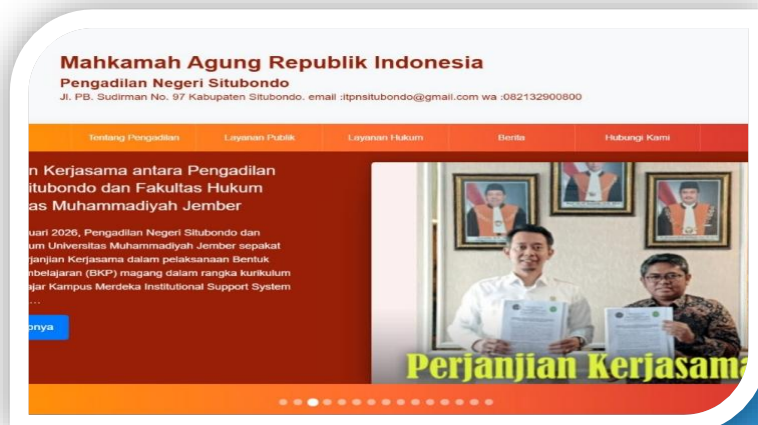 Mahkamah Agung Republik Indonesia
Pengadilan Negeri Situbondo
Jl. PB. Sudirman No. 97 Kabupaten Situbondo. email :itpnsitubondo@gmail.com wa :082132900800
Tentang Pengadilan Layanan Publik Layanan Hukum Berita Hubungi Kami
n Kerjasama antara Pengadilan
itubondo dan Fakultas Hukum
as Muhammadiyah Jember
uari 2026, Pengadilan Negeri Situbondo dan
um Universitas Muhammadiyah Jember sepakat
rjanjian Kerjasama dalam pelaksanaan Bentuk
mbelajaran (BKP) magang dalam rangka kurikulum
ajar Kampus Merdeka Institutional Support System
...
onya
Perjanjian Kerjasama